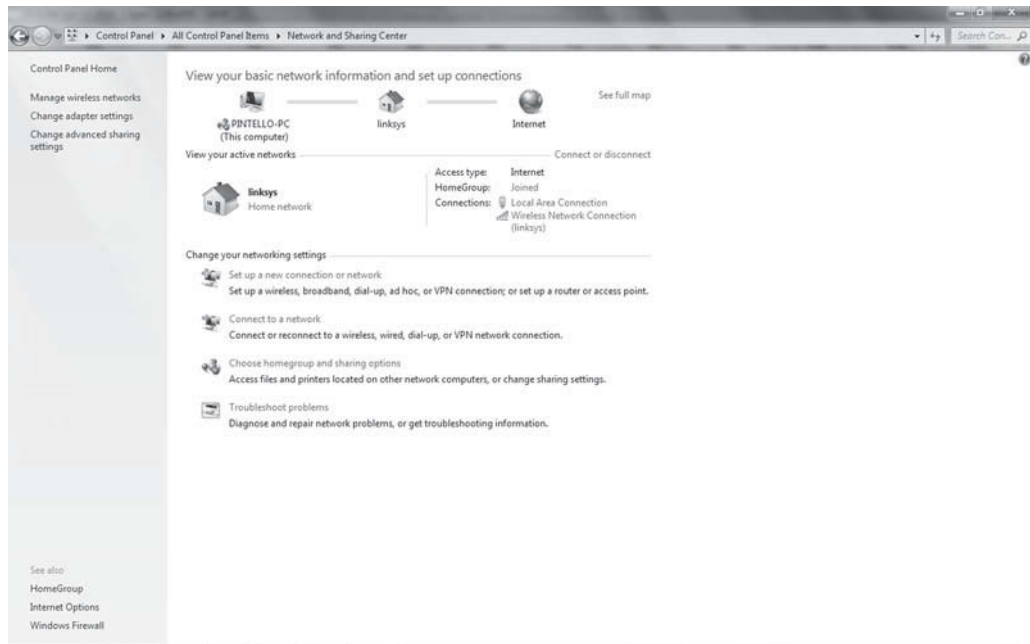 Control Panel ▸ All Control Panel Items ▸ Network and Sharing Center
Search Con...
Control Panel Home
Manage wireless networks
Change adapter settings
Change advanced sharing
settings
See also
HomeGroup
Internet Options
Windows Firewall
View your basic network information and set up connections
See full map
PINTELLO-PC
(This computer)
linksys
Internet
View your active networks
Connect or disconnect
linksys
Home network
Access type: Internet
HomeGroup: Joined
Connections: Local Area Connection
Wireless Network Connection
(linksys)
Change your networking settings
Set up a new connection or network
Set up a wireless, broadband, dial-up, ad hoc, or VPN connection; or set up a router or access point.
Connect to a network
Connect or reconnect to a wireless, wired, dial-up, or VPN network connection.
Choose homegroup and sharing options
Access files and printers located on other network computers, or change sharing settings.
Troubleshoot problems
Diagnose and repair network problems, or get troubleshooting information.